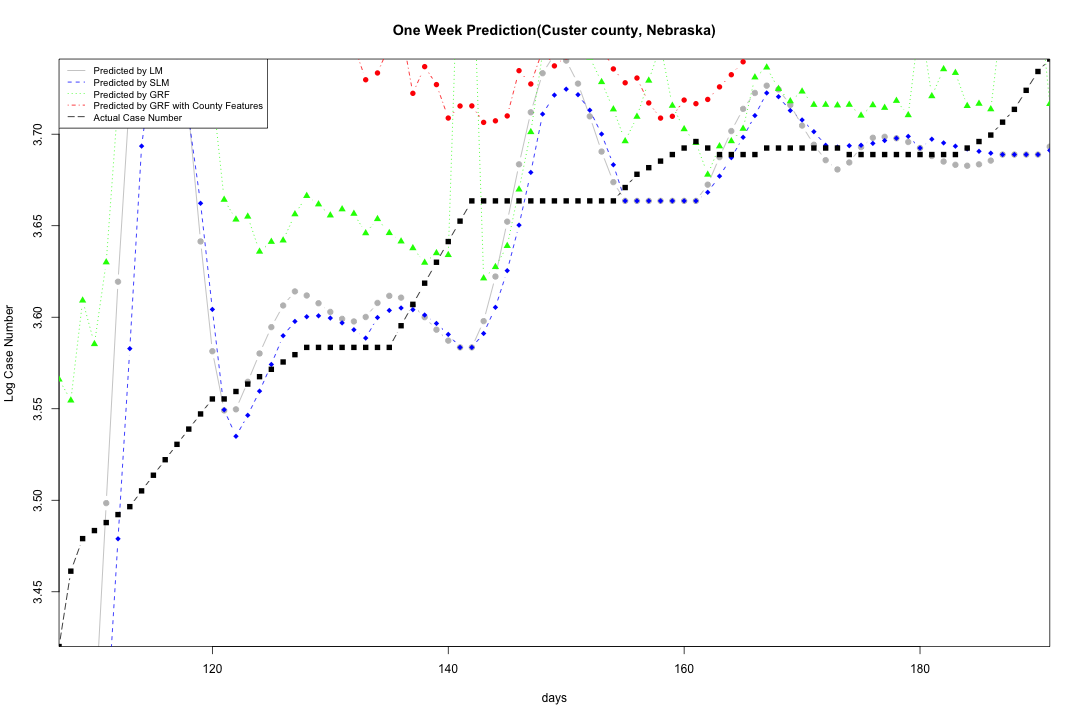 One Week Prediction(Custer county, Nebraska)
Predicted by LM
Predicted by SLM
Predicted by GRF
Predicted by GRF with County Features
Actual Case Number
Log Case Number
3.70
3.65
3.60
3.55
3.50
3.45
120 140 160 180
days